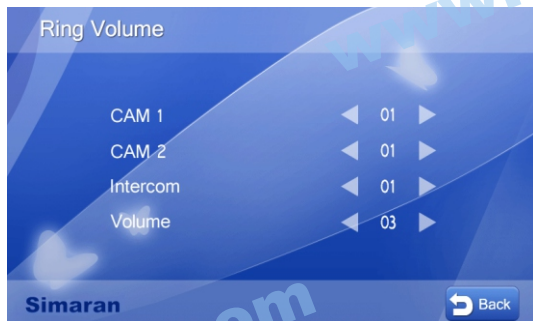 Ring Volume
CAM 1 01
CAM 2 01
Intercom 01
Volume 03
Simaran
Back